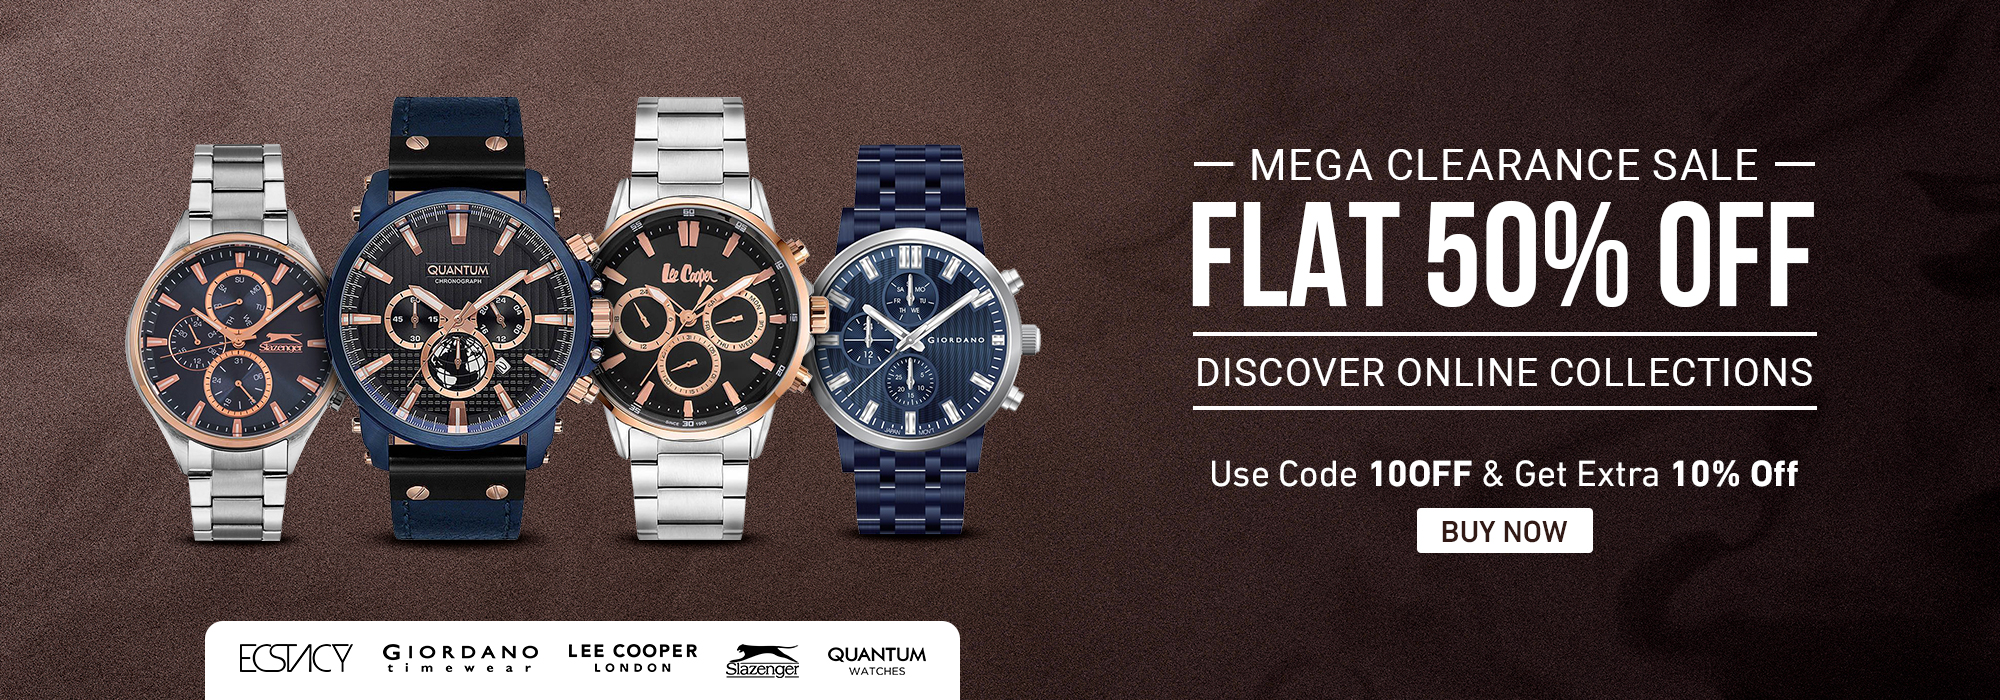 MEGA CLEARANCE SALE
FLAT 50% OFF
DISCOVER ONLINE COLLECTIONS
Use Code 10OFF & Get Extra 10% Off
BUY NOW
Slazenger
QUANTUM
CHRONOGRAPH
Lee Cooper
GIORDANO
ECSTACY
GIORDANO
timewear
LEE COOPER
LONDON
Slazenger
QUANTUM
WATCHES